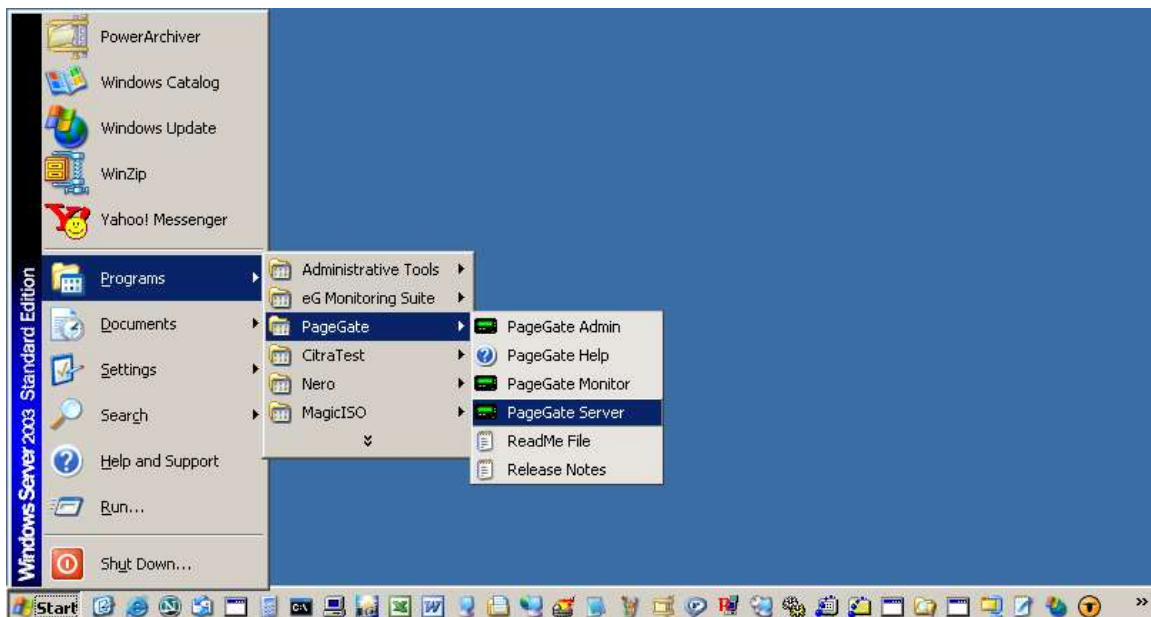 PowerArchiver
Windows Catalog
Windows Update
WinZip
Yahoo! Messenger
Programs
Documents
Settings
Search
Help and Support
Run...
Shut Down...
Windows Server 2003 Standard Edition
Administrative Tools
eG Monitoring Suite
PageGate
CitraTest
Nero
MagicISO
PageGate Admin
PageGate Help
PageGate Monitor
PageGate Server
ReadMe File
Release Notes
Start